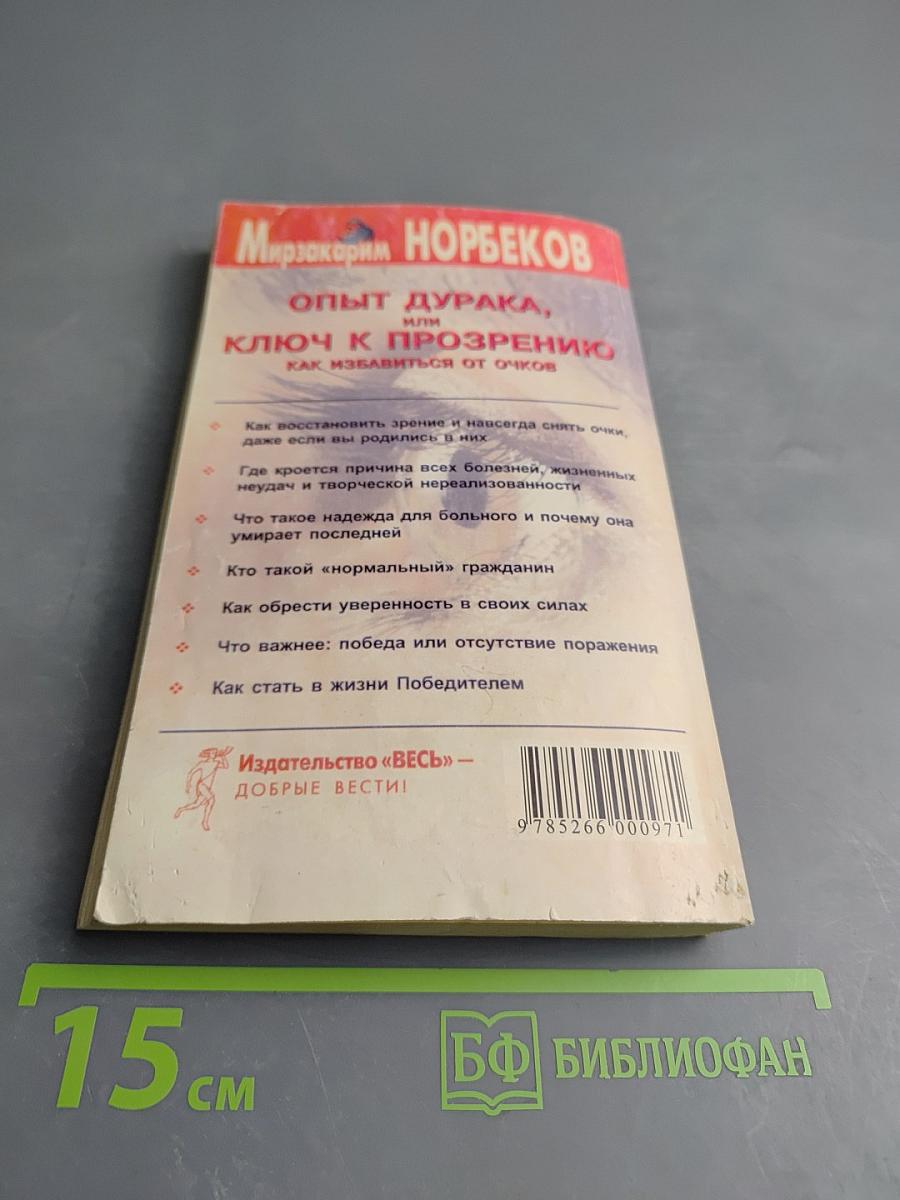 Мирзакарим НОРБЕКОВ
ОПЫТ ДУРАКА,
ИЛИ
КЛЮЧ К ПРОЗРЕНИЮ
КАК ИЗБАВИТЬСЯ ОТ ОЧКОВ
Как восстановить зрение и навсегда снять очки,
даже если вы родились в них
Где кроется причина всех болезней, жизненных
неудач и творческой нереализованности
Что такое надежда для больного и почему она
умирает последней
Кто такой «нормальный» гражданин
Как обрести уверенность в своих силах
Что важнее: победа или отсутствие поражения
Как стать в жизни Победителем
Издательство «ВЕСЬ» —
ДОБРЫЕ ВЕСТИ!
9 785266 000971
15 см
БФ БИБЛИОФАН